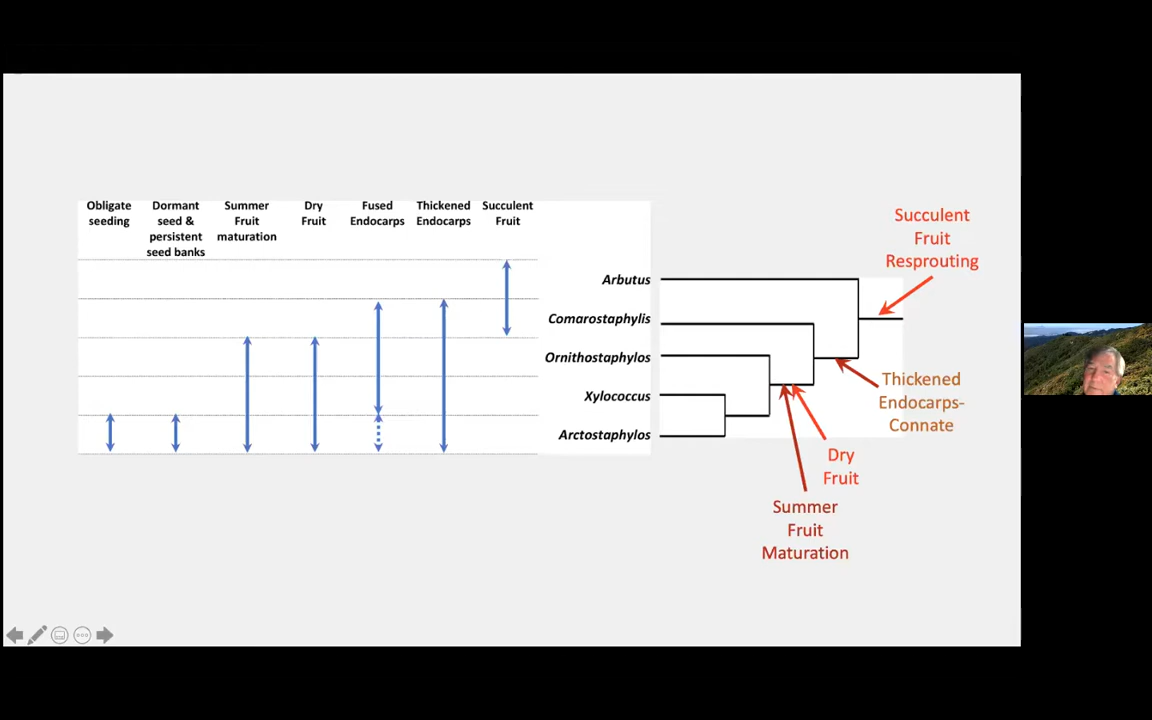 Obligate
seeding
Dormant
seed &
persistent
seed banks
Summer
Fruit
maturation
Dry
Fruit
Fused
Endocarps
Thickened
Endocarps
Succulent
Fruit
Arbutus
Comarostaphylis
Ornithostaphylos
Xylococcus
Arctostaphylos
Succulent
Fruit
Resprouting
Thickened
Endocarps-
Connate
Dry
Fruit
Summer
Fruit
Maturation